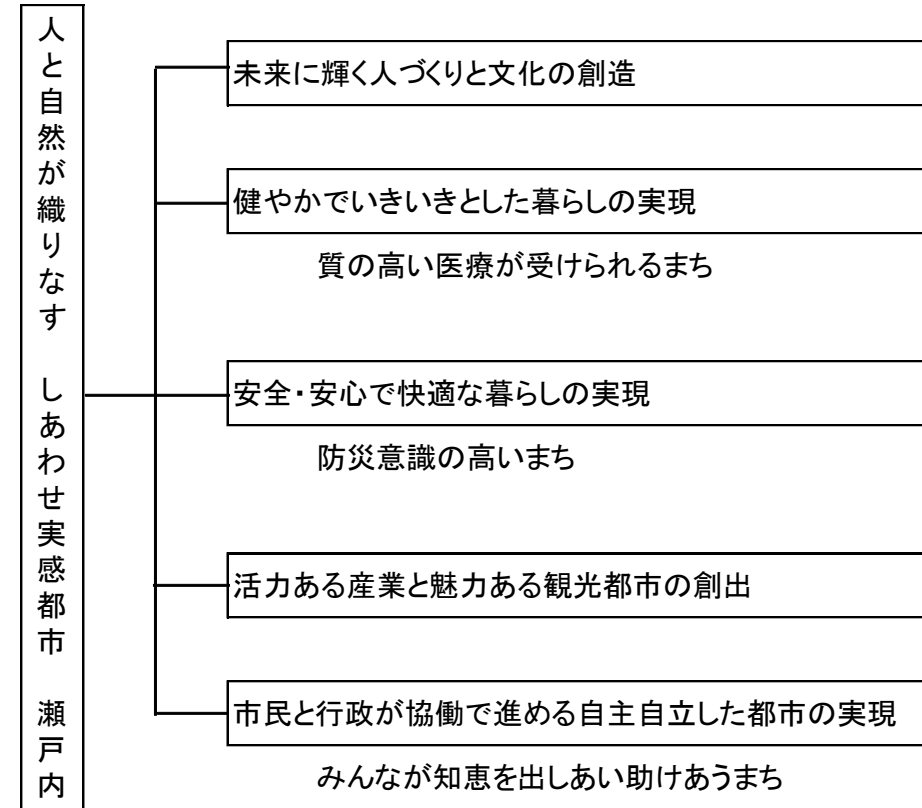 人と自然が織りなす　しあわせ実感都市　瀬戸内
未来に輝く人づくりと文化の創造
健やかでいきいきとした暮らしの実現
質の高い医療が受けられるまち
安全・安心で快適な暮らしの実現
防災意識の高いまち
活力ある産業と魅力ある観光都市の創出
市民と行政が協働で進める自主自立した都市の実現
みんなが知恵を出しあい助けあうまち